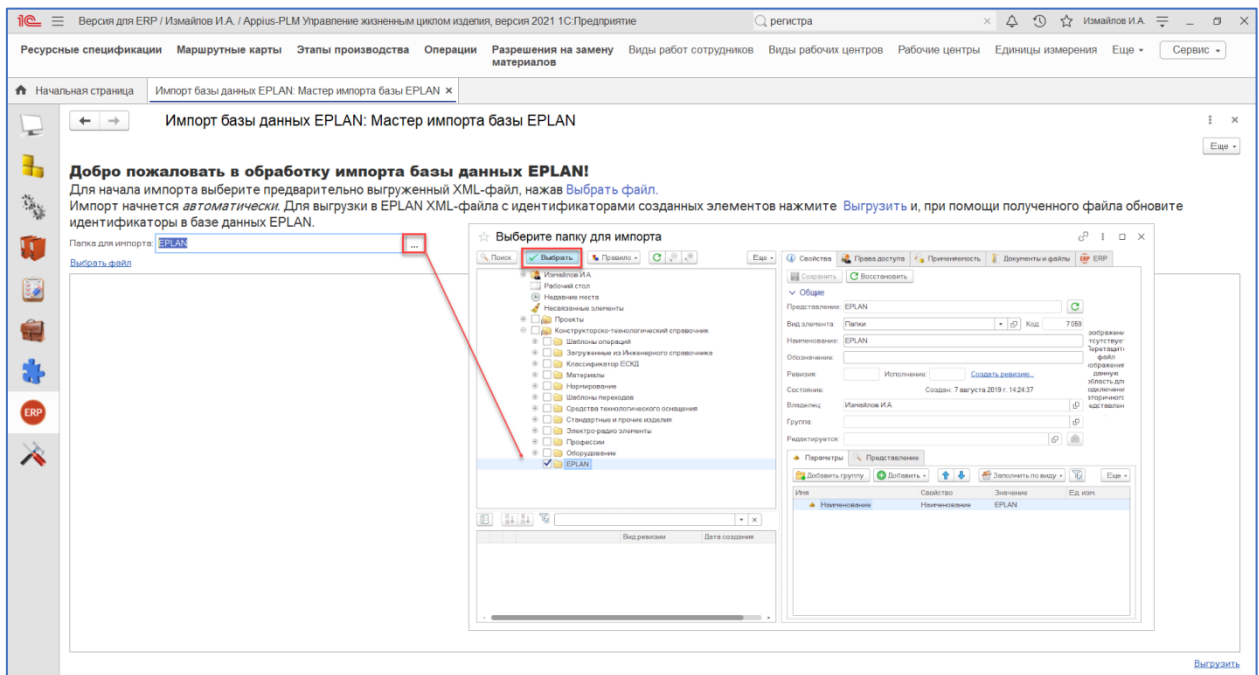 1С Версия для ERP / Измайлов И.А. / Appius-PLM Управление жизненным циклом изделия, версия 2021 1С:Предприятие регистра Измайлов И.А.
Ресурсные спецификации Маршрутные карты Этапы производства Операции Разрешения на замену материалов Виды работ сотрудников Виды рабочих центров Рабочие центры Единицы измерения Еще Сервис
Начальная страница Импорт базы данных EPLAN: Мастер импорта базы EPLAN ×
Импорт базы данных EPLAN: Мастер импорта базы EPLAN
Еще
Добро пожаловать в обработку импорта базы данных EPLAN!
Для начала импорта выберите предварительно выгруженный XML-файл, нажав Выбрать файл.
Импорт начнется автоматически. Для выгрузки в EPLAN XML-файла с идентификаторами созданных элементов нажмите Выгрузить и, при помощи полученного файла обновите
идентификаторы в базе данных EPLAN.
Папка для импорта: EPLAN ...
Выбрать файл
ERP
Выберите папку для импорта
Поиск Выбрать Правило Еще
Измайлов И.А.
Рабочий стол
Недавние места
Несвязанные элементы
Проекты
Конструкторско-технологический справочник
Шаблоны операций
Загруженные из Инженерного справочника
Классификатор ЕСКД
Материалы
Нормирование
Шаблоны переходов
Средства технологического оснащения
Стандартные и прочие изделия
Электро-радио элементы
Профессии
Оборудование
EPLAN
Вид ревизии Дата создания
Свойства Права доступа Применяемость Документы и файлы ERP
Сохранить Восстановить
Общие
Представление: EPLAN
Вид элемента: Папки Код: 7 059
Наименование: EPLAN
Обозначение:
Ревизия: Исполнение: Создать ревизию...
Состояние: Создан: 7 августа 2019 г. 14:24:37
Владелец: Измайлов И.А.
Группа:
Редактируется:
Параметры Представление
Добавить группу Добавить Заполнить по виду Еще
Имя Свойство Значение Ед. изм.
Наименование Наименование EPLAN
Выгрузить